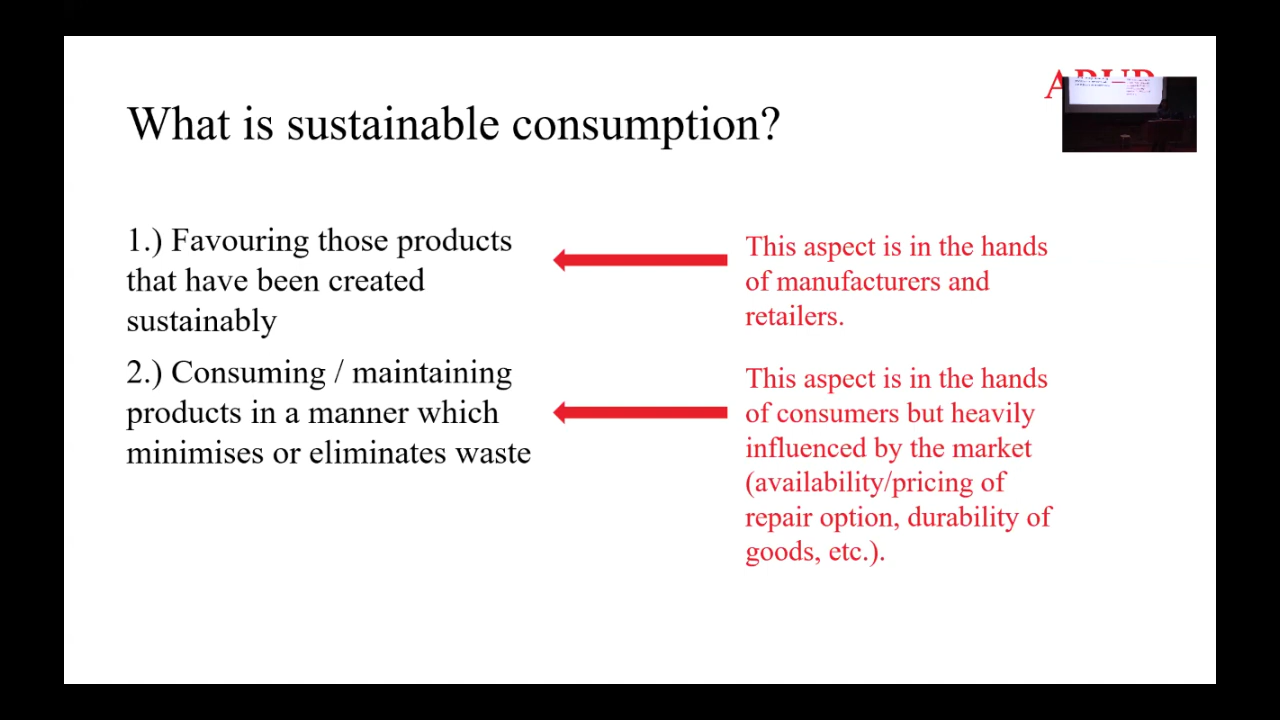 What is sustainable consumption?
1.) Favouring those products
that have been created
sustainably
2.) Consuming / maintaining
products in a manner which
minimises or eliminates waste
This aspect is in the hands
of manufacturers and
retailers.
This aspect is in the hands
of consumers but heavily
influenced by the market
(availability/pricing of
repair option, durability of
goods, etc.).